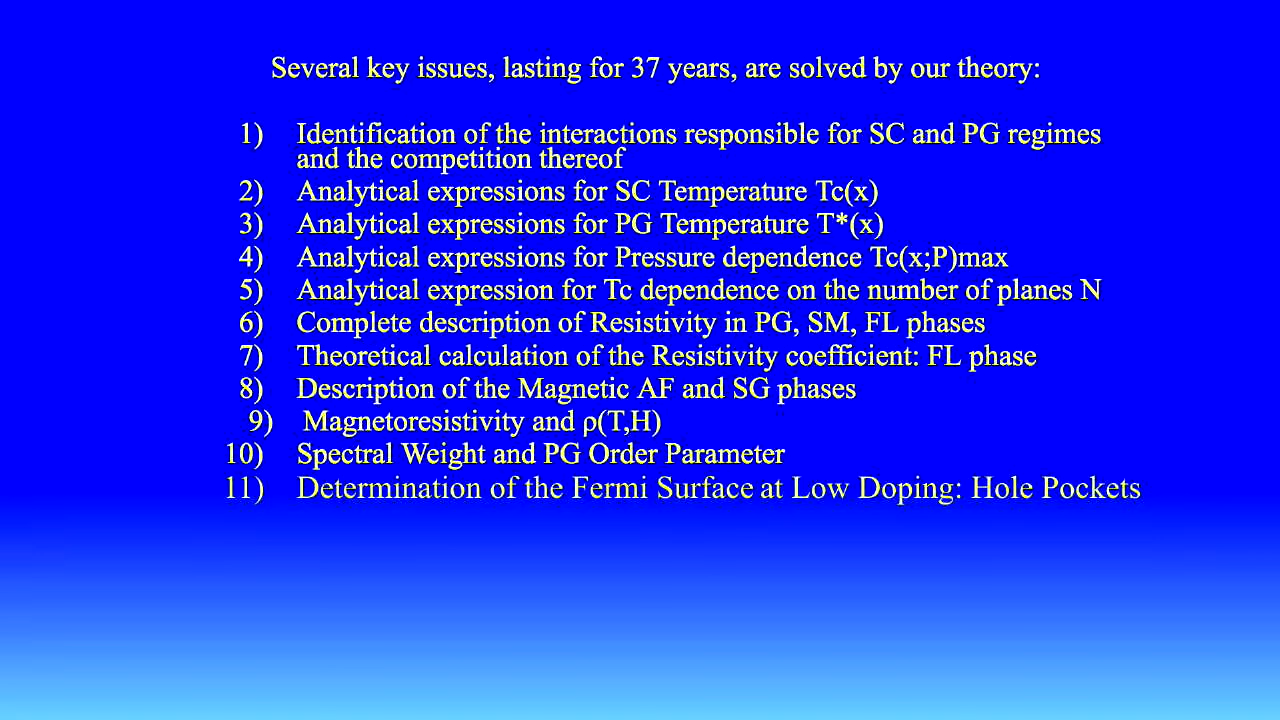 Several key issues, lasting for 37 years, are solved by our theory:
1) Identification of the interactions responsible for SC and PG regimes
and the competition thereof
2) Analytical expressions for SC Temperature Tc(x)
3) Analytical expressions for PG Temperature T*(x)
4) Analytical expressions for Pressure dependence Tc(x;P)max
5) Analytical expression for Tc dependence on the number of planes N
6) Complete description of Resistivity in PG, SM, FL phases
7) Theoretical calculation of the Resistivity coefficient: FL phase
8) Description of the Magnetic AF and SG phases
9) Magnetoresistivity and ρ(T,H)
10) Spectral Weight and PG Order Parameter
11) Determination of the Fermi Surface at Low Doping: Hole Pockets